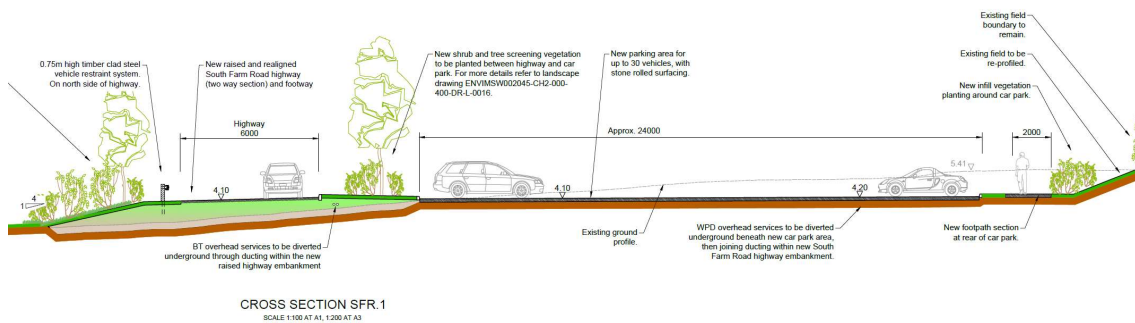 0.75m high timber clad steel
vehicle restraint system.
On north side of highway.
New raised and realigned
South Farm Road highway
(two way section) and footway
Highway
6000
New shrub and tree screening vegetation
to be planted between highway and car
park. For more details refer to landscape
drawing ENVIMSW002045-CH2-000-
400-DR-L-0016.
New parking area for
up to 30 vehicles, with
stone rolled surfacing.
Approx. 24000
Existing field
boundary to
remain.
Existing field to be
re-profiled.
New infill vegetation
planting around car park.
2000
5.41
4
1
4.10
4.10
4.20
BT overhead services to be diverted
underground through ducting within the new
raised highway embankment
Existing ground
profile.
WPD overhead services to be diverted
underground beneath new car park area,
then joining ducting within new South
Farm Road highway embankment.
New footpath section
at rear of car park.
CROSS SECTION SFR.1
SCALE 1:100 AT A1, 1:200 AT A3